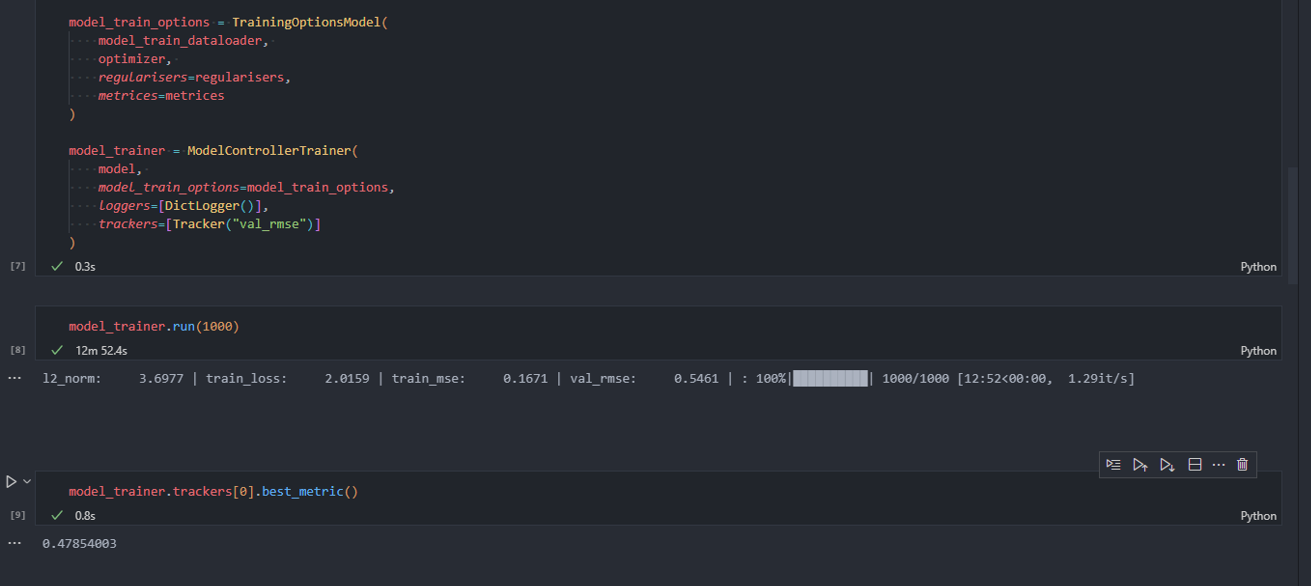 model_train_options = TrainingOptionsModel(
    model_train_dataloader,
    optimizer,
    regularisers=regularisers,
    metrices=metrices
)
model_trainer = ModelControllerTrainer(
    model,
    model_train_options=model_train_options,
    loggers=[DictLogger()],
    trackers=[Tracker("val_rmse")]
)
[7] 0.3s Python
model_trainer.run(1000)
[8] 12m 52.4s Python
l2_norm: 3.6977 | train_loss: 2.0159 | train_mse: 0.1671 | val_rmse: 0.5461 | : 100%|██████████| 1000/1000 [12:52<00:00, 1.29it/s]
model_trainer.trackers[0].best_metric()
[9] 0.8s Python
0.47854003